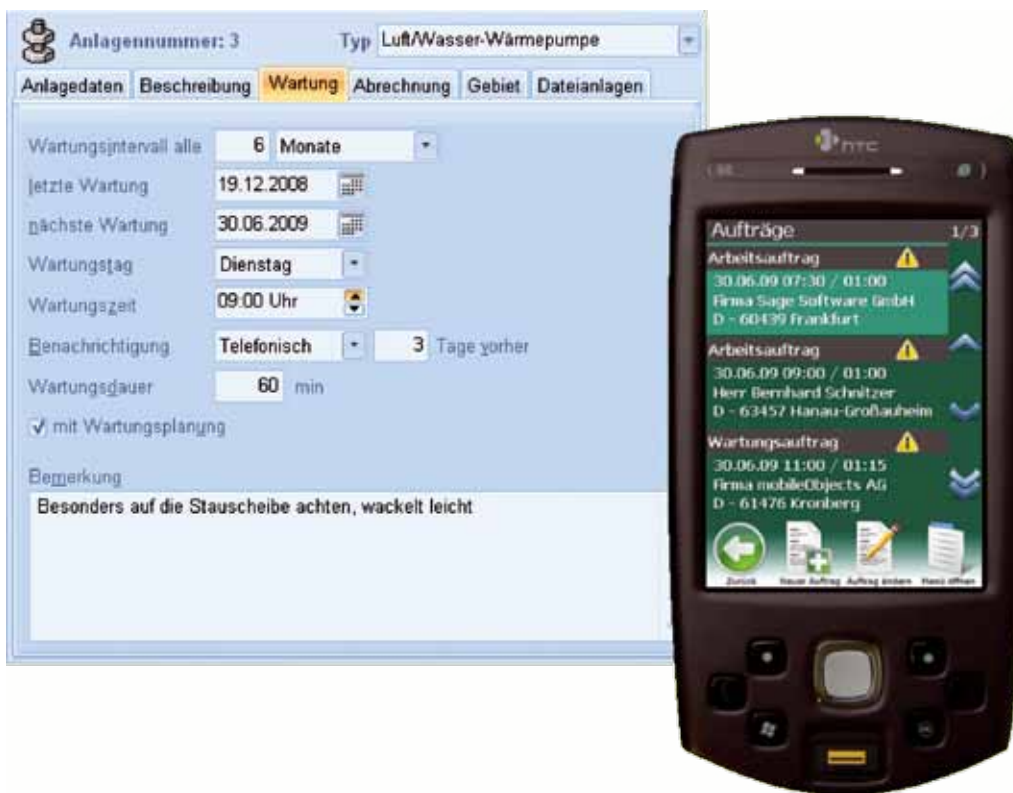 Anlagennummer: 3 Typ Luft/Wasser-Wärmepumpe
Anlagedaten Beschreibung Wartung Abrechnung Gebiet Dateianlagen
Wartungsintervall alle 6 Monate
letzte Wartung 19.12.2008
nächste Wartung 30.06.2009
Wartungstag Dienstag
Wartungszeit 09:00 Uhr
Benachrichtigung Telefonisch 3 Tage vorher
Wartungsdauer 60 min
mit Wartungsplanung
Bemerkung
Besonders auf die Stauscheibe achten, wackelt leicht
hTC
Aufträge 1/3
Arbeitsauftrag
30.06.09 07:30 / 01:00
Firma Sage Software GmbH
D - 60439 Frankfurt
Arbeitsauftrag
30.06.09 09:00 / 01:00
Herr Bernhard Schnitzer
D - 63457 Hanau-Großauheim
Wartungsauftrag
30.06.09 11:00 / 01:15
Firma mobileObjects AG
D - 61476 Kronberg
Zurück Neuer Auftrag Auftrag ändern Menü öffnen